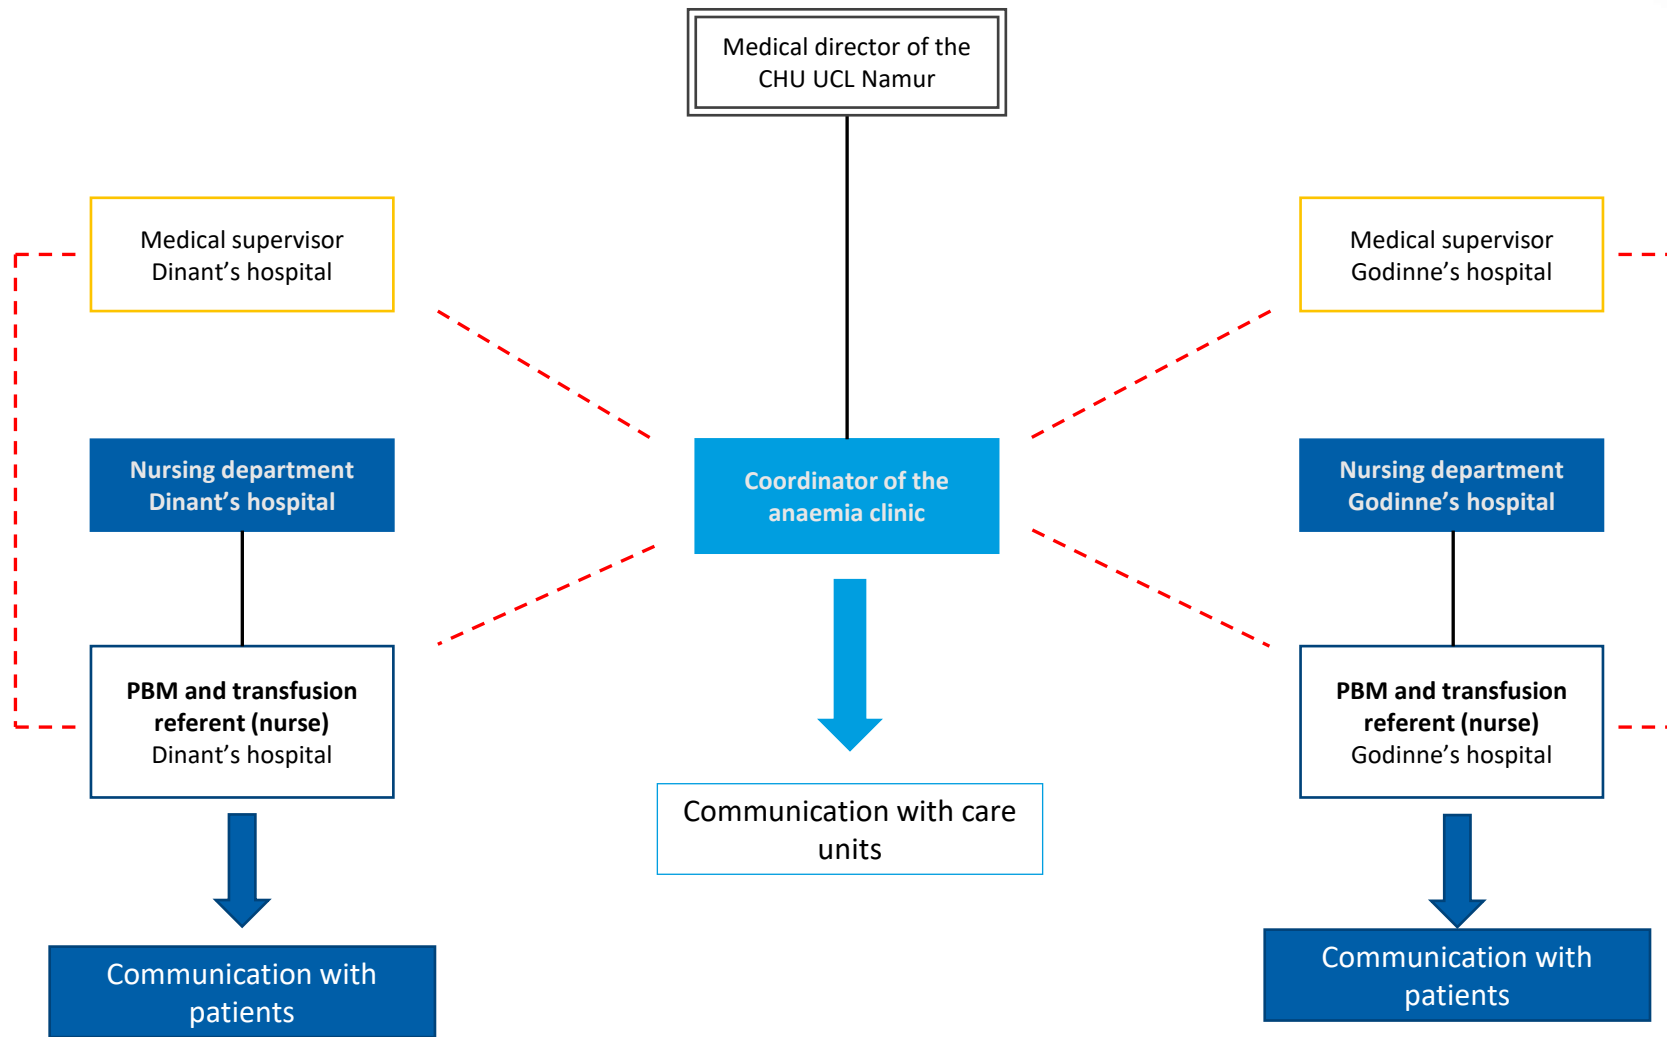 Medical director of the
CHU UCL Namur
Medical supervisor
Dinant’s hospital
Medical supervisor
Godinne’s hospital
Nursing department
Dinant’s hospital
Coordinator of the
anaemia clinic
Nursing department
Godinne’s hospital
PBM and transfusion
referent (nurse)
Dinant’s hospital
PBM and transfusion
referent (nurse)
Godinne’s hospital
Communication with care
units
Communication with
patients
Communication with
patients